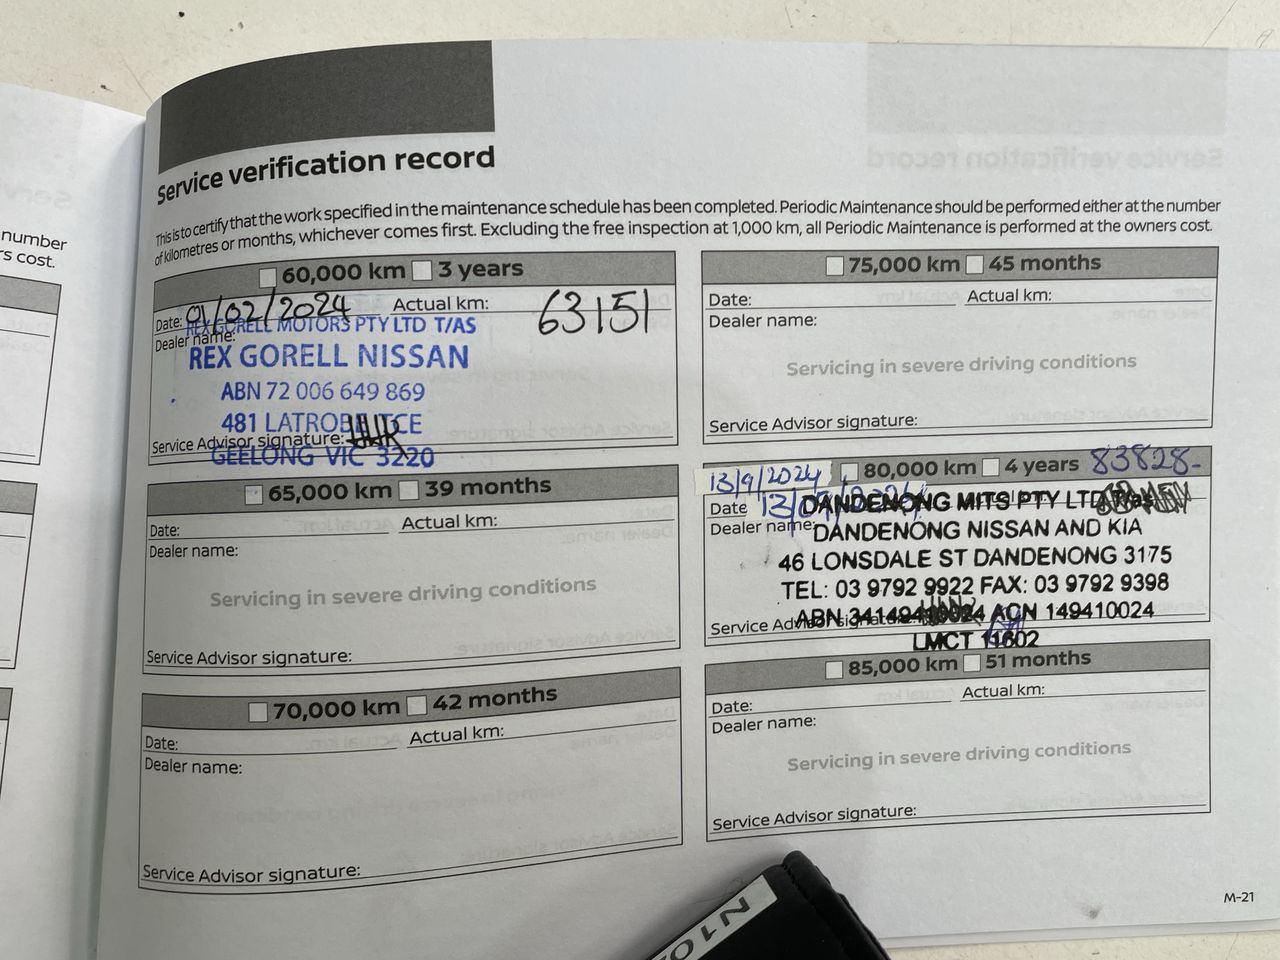 number
rs cost.
Service verification record
This is to certify that the work specified in the maintenance schedule has been completed. Periodic Maintenance should be performed either at the number
of kilometres or months, whichever comes first. Excluding the free inspection at 1,000 km, all Periodic Maintenance is performed at the owners cost.
60,000 km 3 years
Date: 01/02/2024 Actual km: 63151
Dealer name:
REX GORELL MOTORS PTY LTD T/AS
REX GORELL NISSAN
ABN 72 006 649 869
481 LATROBE TCE
Service Advisor signature:
GEELONG VIC 3220
65,000 km 39 months
Date: Actual km:
Dealer name:
Servicing in severe driving conditions
Service Advisor signature:
70,000 km 42 months
Date: Actual km:
Dealer name:
Service Advisor signature:
75,000 km 45 months
Date: Actual km:
Dealer name:
Servicing in severe driving conditions
Service Advisor signature:
13/9/2024 80,000 km 4 years 83828-
Date
DANDENONG MITS PTY LTD
Dealer name:
DANDENONG NISSAN AND KIA
46 LONSDALE ST DANDENONG 3175
TEL: 03 9792 9922 FAX: 03 9792 9398
ABN ACN 149410024
Service Advisor signature:
LMCT 11602
85,000 km 51 months
Date: Actual km:
Dealer name:
Servicing in severe driving conditions
Service Advisor signature:
M-21